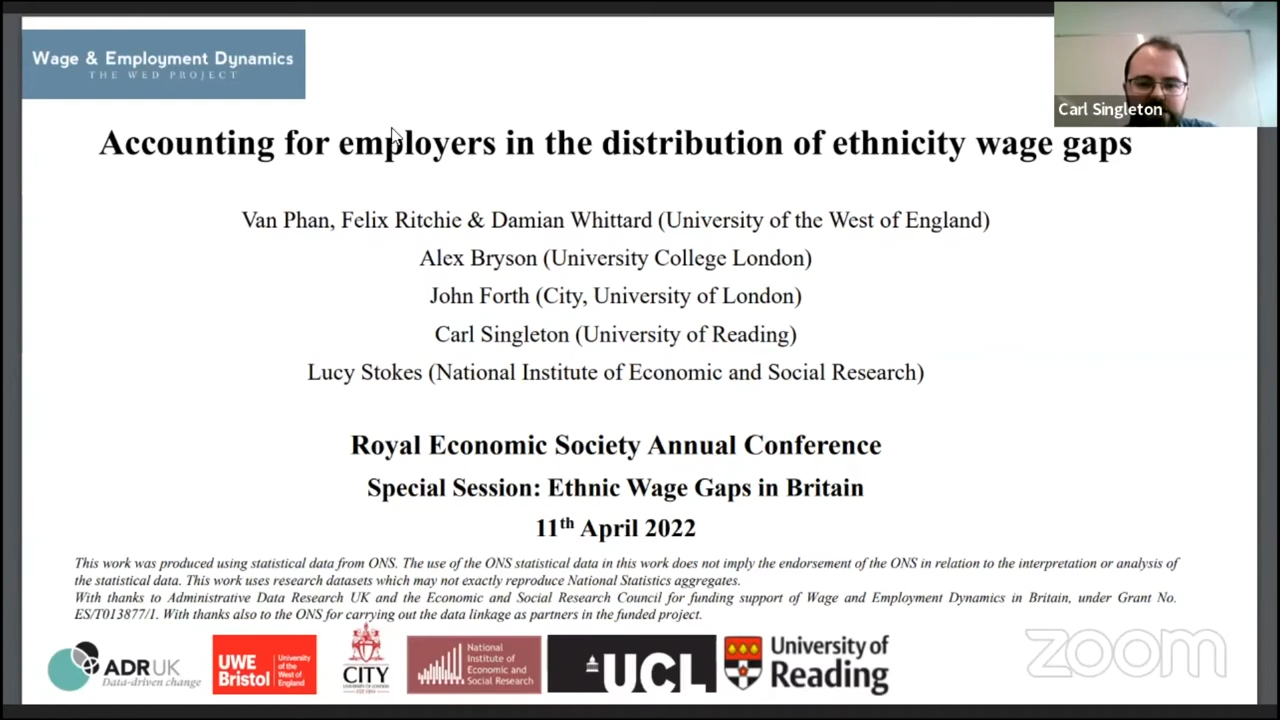 Wage & Employment Dynamics
THE WED PROJECT
Carl Singleton
Accounting for employers in the distribution of ethnicity wage gaps
Van Phan, Felix Ritchie & Damian Whittard (University of the West of England)
Alex Bryson (University College London)
John Forth (City, University of London)
Carl Singleton (University of Reading)
Lucy Stokes (National Institute of Economic and Social Research)
Royal Economic Society Annual Conference
Special Session: Ethnic Wage Gaps in Britain
11th April 2022
This work was produced using statistical data from ONS. The use of the ONS statistical data in this work does not imply the endorsement of the ONS in relation to the interpretation or analysis of
the statistical data. This work uses research datasets which may not exactly reproduce National Statistics aggregates.
With thanks to Administrative Data Research UK and the Economic and Social Research Council for funding support of Wage and Employment Dynamics in Britain, under Grant No.
ES/T013877/1. With thanks also to the ONS for carrying out the data linkage as partners in the funded project.
ADRUK
Data-driven change
UWE
Bristol
University
of the
West of
England
CITY
UNIVERSITY OF LONDON
EST 1894
National
Institute of
Economic and
Social Research
UCL
University of
Reading
zoom